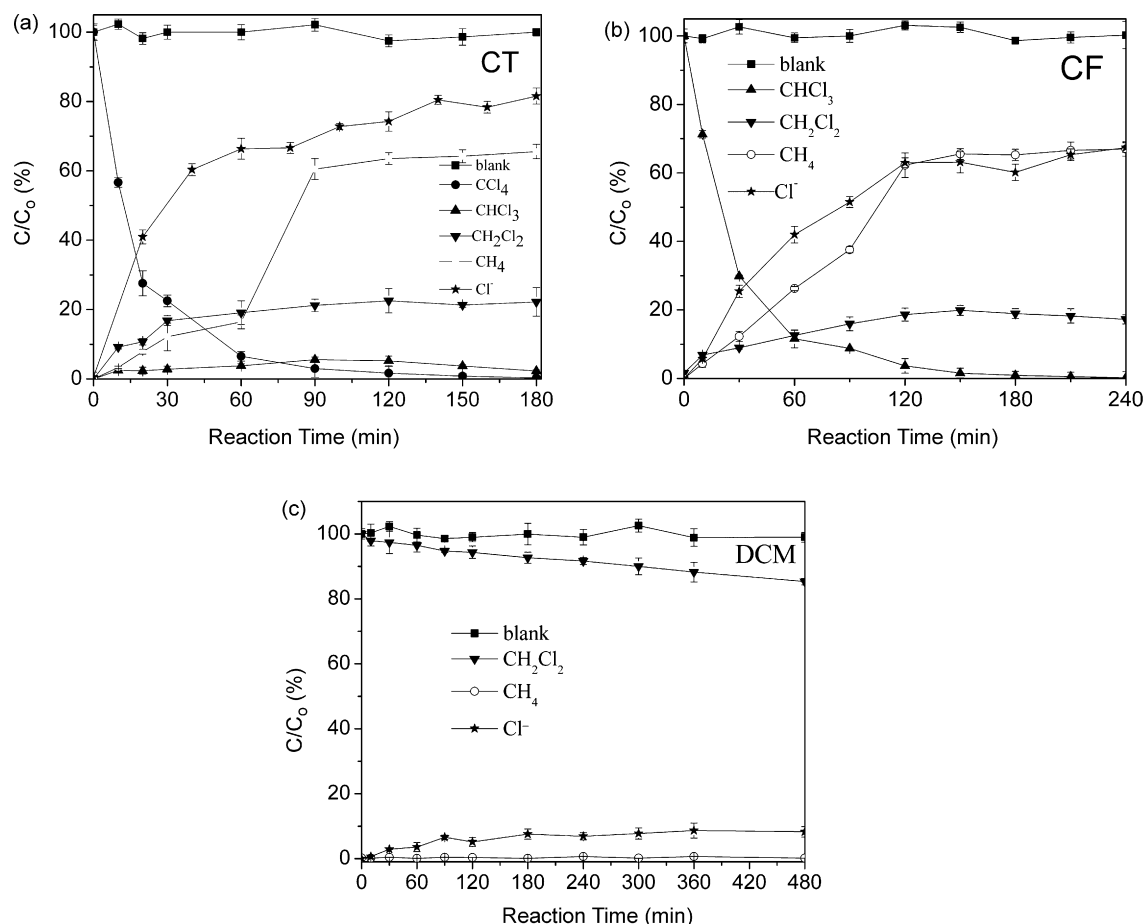 (a)
CT
C/C₀ (%)
100
80
60
40
20
0
blank
CCl₄
CHCl₃
CH₂Cl₂
CH₄
Cl⁻
0 30 60 90 120 150 180
Reaction Time (min)
(b)
CF
C/C₀ (%)
100
80
60
40
20
0
blank
CHCl₃
CH₂Cl₂
CH₄
Cl⁻
0 60 120 180 240
Reaction Time (min)
(c)
DCM
C/C₀ (%)
100
80
60
40
20
0
blank
CH₂Cl₂
CH₄
Cl⁻
0 60 120 180 240 300 360 420 480
Reaction Time (min)